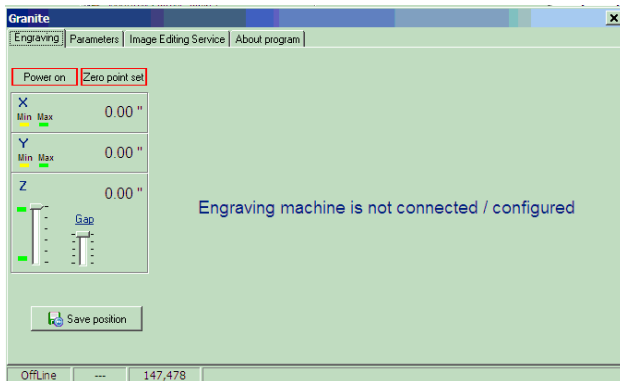 Granite
Engraving Parameters Image Editing Service About program
Power on Zero point set
X
Min Max 0.00 "
Y
Min Max 0.00 "
Z
0.00 "
Gap
Engraving machine is not connected / configured
Save position
OffLine --- 147,478